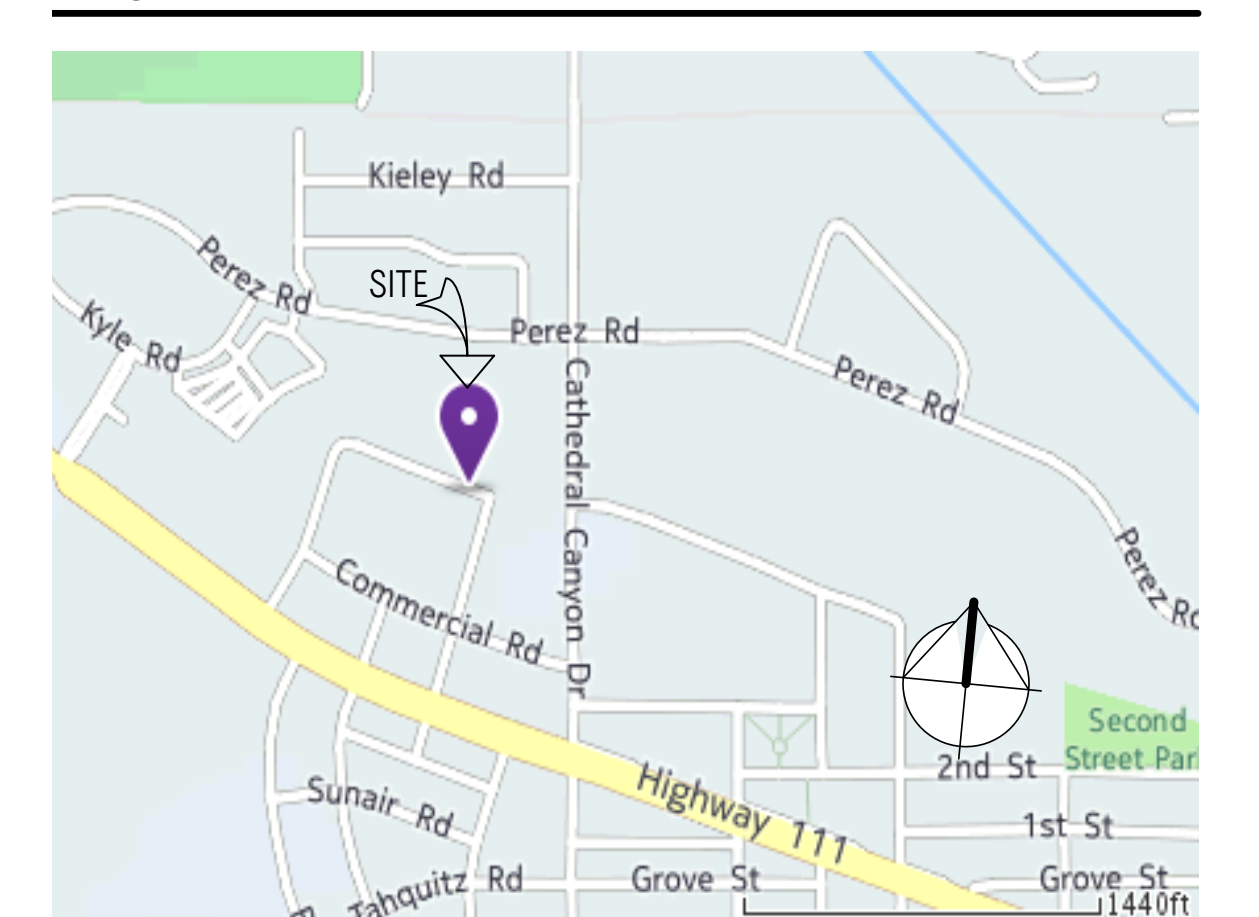 Kieley Rd
Perez Rd
SITE
Kyle Rd
Perez Rd
Perez Rd
Cathedral Canyon Dr
Perez Rd
Commercial Rd
Second
Street Par
2nd St
Highway 111
Sunair Rd
1st St
Tahquitz Rd
Grove St
Grove St
1440ft